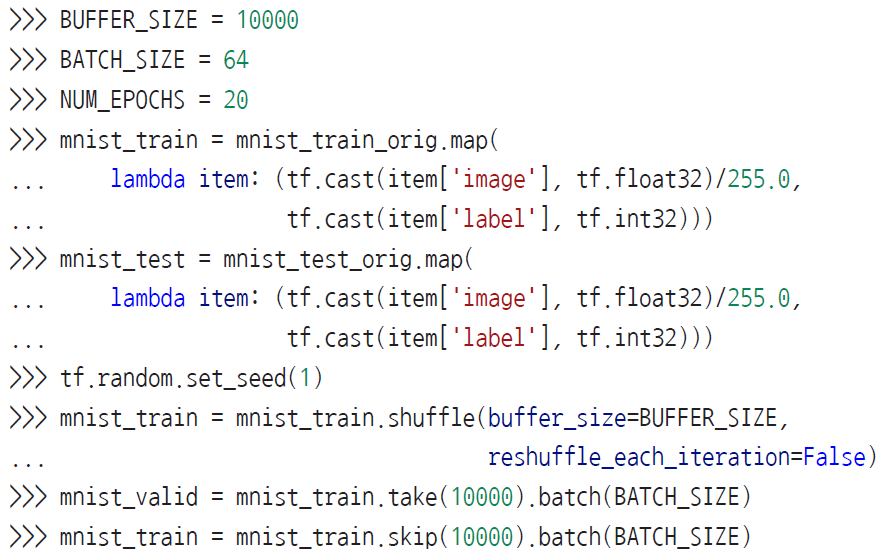 >>> BUFFER_SIZE = 10000
>>> BATCH_SIZE = 64
>>> NUM_EPOCHS = 20
>>> mnist_train = mnist_train_orig.map(
...     lambda item: (tf.cast(item['image'], tf.float32)/255.0,
...                   tf.cast(item['label'], tf.int32)))
>>> mnist_test = mnist_test_orig.map(
...     lambda item: (tf.cast(item['image'], tf.float32)/255.0,
...                   tf.cast(item['label'], tf.int32)))
>>> tf.random.set_seed(1)
>>> mnist_train = mnist_train.shuffle(buffer_size=BUFFER_SIZE,
...                                   reshuffle_each_iteration=False)
>>> mnist_valid = mnist_train.take(10000).batch(BATCH_SIZE)
>>> mnist_train = mnist_train.skip(10000).batch(BATCH_SIZE)